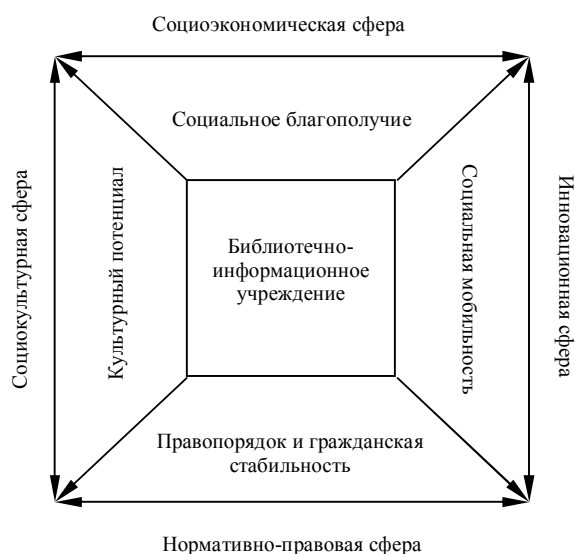 Социоэкономическая сфера
Социальное благополучие
Социокультурная сфера
Культурный потенциал
Библиотечно-
информационное
учреждение
Социальная мобильность
Инновационная сфера
Правопорядок и гражданская
стабильность
Нормативно-правовая сфера